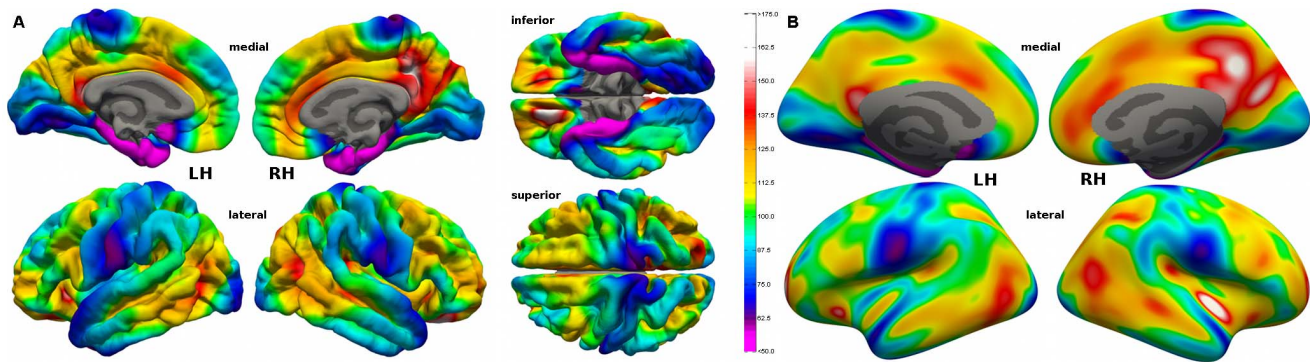 A
medial
LH
RH
lateral
inferior
superior
>175.0
162.5
150.0
137.5
125.0
112.5
100.0
87.5
75.0
62.5
<50.0
B
medial
LH
RH
lateral